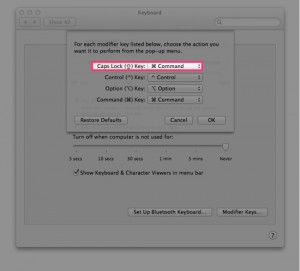 Keyboard
Show All
For each modifier key listed below, choose the action you
want it to perform from the pop-up menu.
Caps Lock (⇪) Key: ⌘ Command
Control (^) Key: ^ Control
Option (⌥) Key: ⌥ Option
Command (⌘) Key: ⌘ Command
Restore Defaults Cancel OK
Turn off when computer is not used for:
5 secs 10 secs 30 secs 1 min 5 mins Never
Show Keyboard & Character Viewers in menu bar
Set Up Bluetooth Keyboard... Modifier Keys...
?